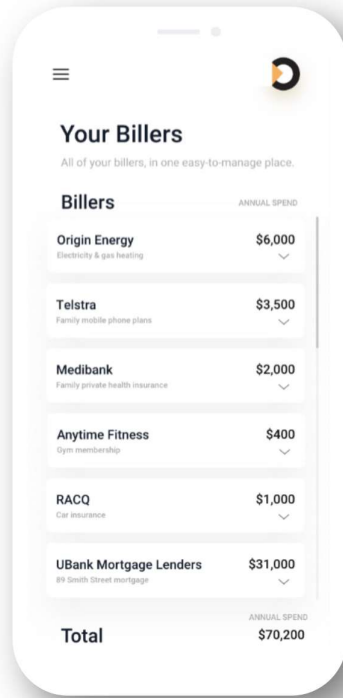 Your Billers
All of your billers, in one easy-to-manage place.
Billers
ANNUAL SPEND
Origin Energy
$6,000
Electricity & gas heating
Telstra
$3,500
Family mobile phone plans
Medibank
$2,000
Family private health insurance
Anytime Fitness
$400
Gym membership
RACQ
$1,000
Car insurance
UBank Mortgage Lenders
$31,000
89 Smith Street mortgage
ANNUAL SPEND
Total
$70,200